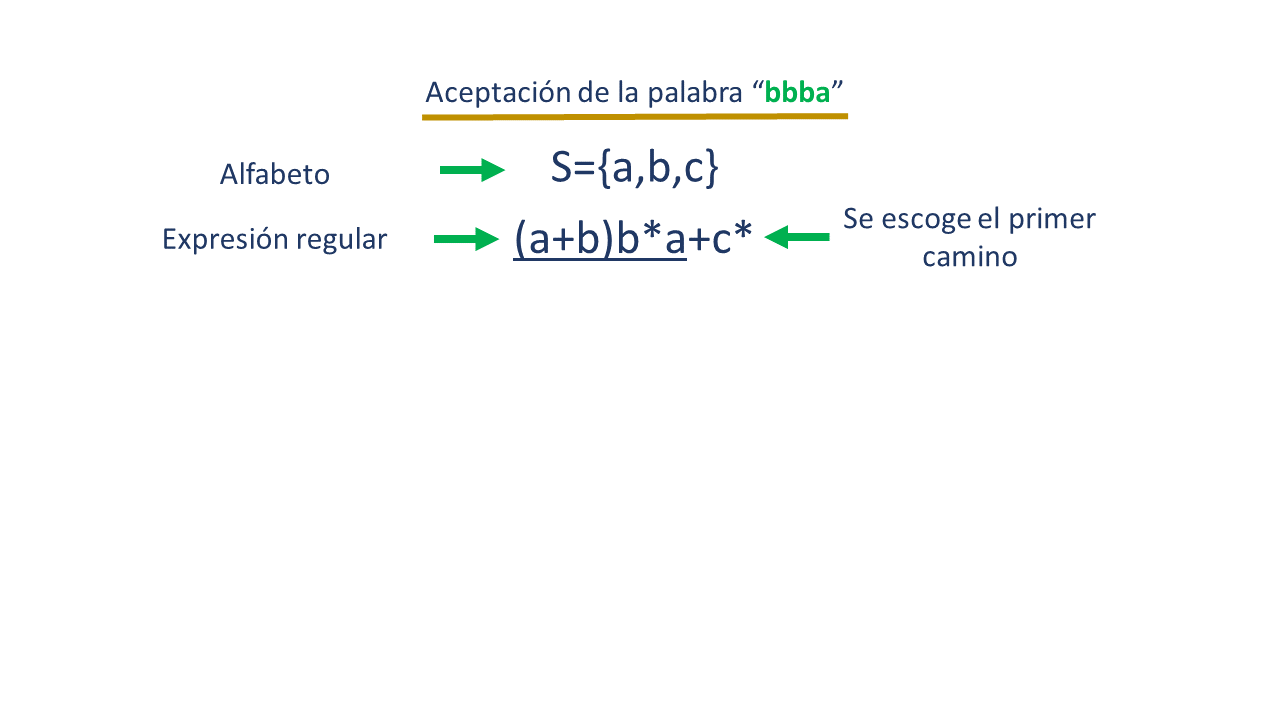 Aceptación de la palabra “bbba”
Alfabeto
S={a,b,c}
Expresión regular
(a+b)b*a+c*
Se escoge el primer
camino